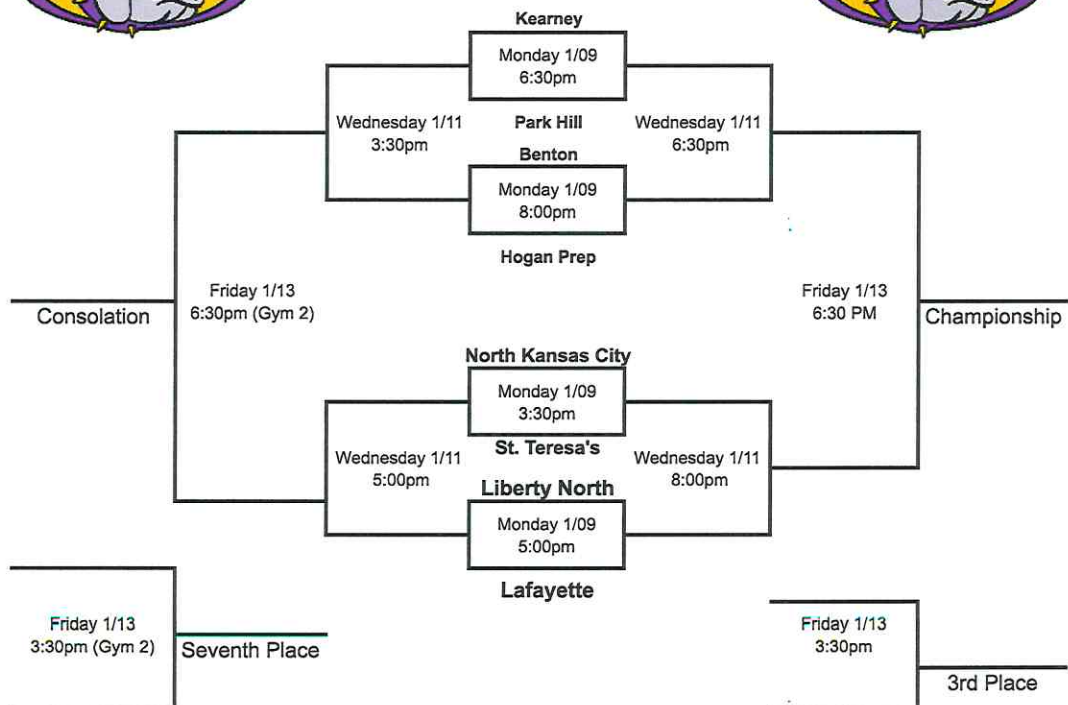 Kearney
Monday 1/09
6:30pm
Wednesday 1/11
3:30pm
Park Hill
Wednesday 1/11
6:30pm
Benton
Monday 1/09
8:00pm
Hogan Prep
Friday 1/13
6:30pm (Gym 2)
Consolation
Friday 1/13
6:30 PM
Championship
North Kansas City
Monday 1/09
3:30pm
St. Teresa's
Wednesday 1/11
5:00pm
Wednesday 1/11
8:00pm
Liberty North
Monday 1/09
5:00pm
Lafayette
Friday 1/13
3:30pm (Gym 2)
Seventh Place
Friday 1/13
3:30pm
3rd Place